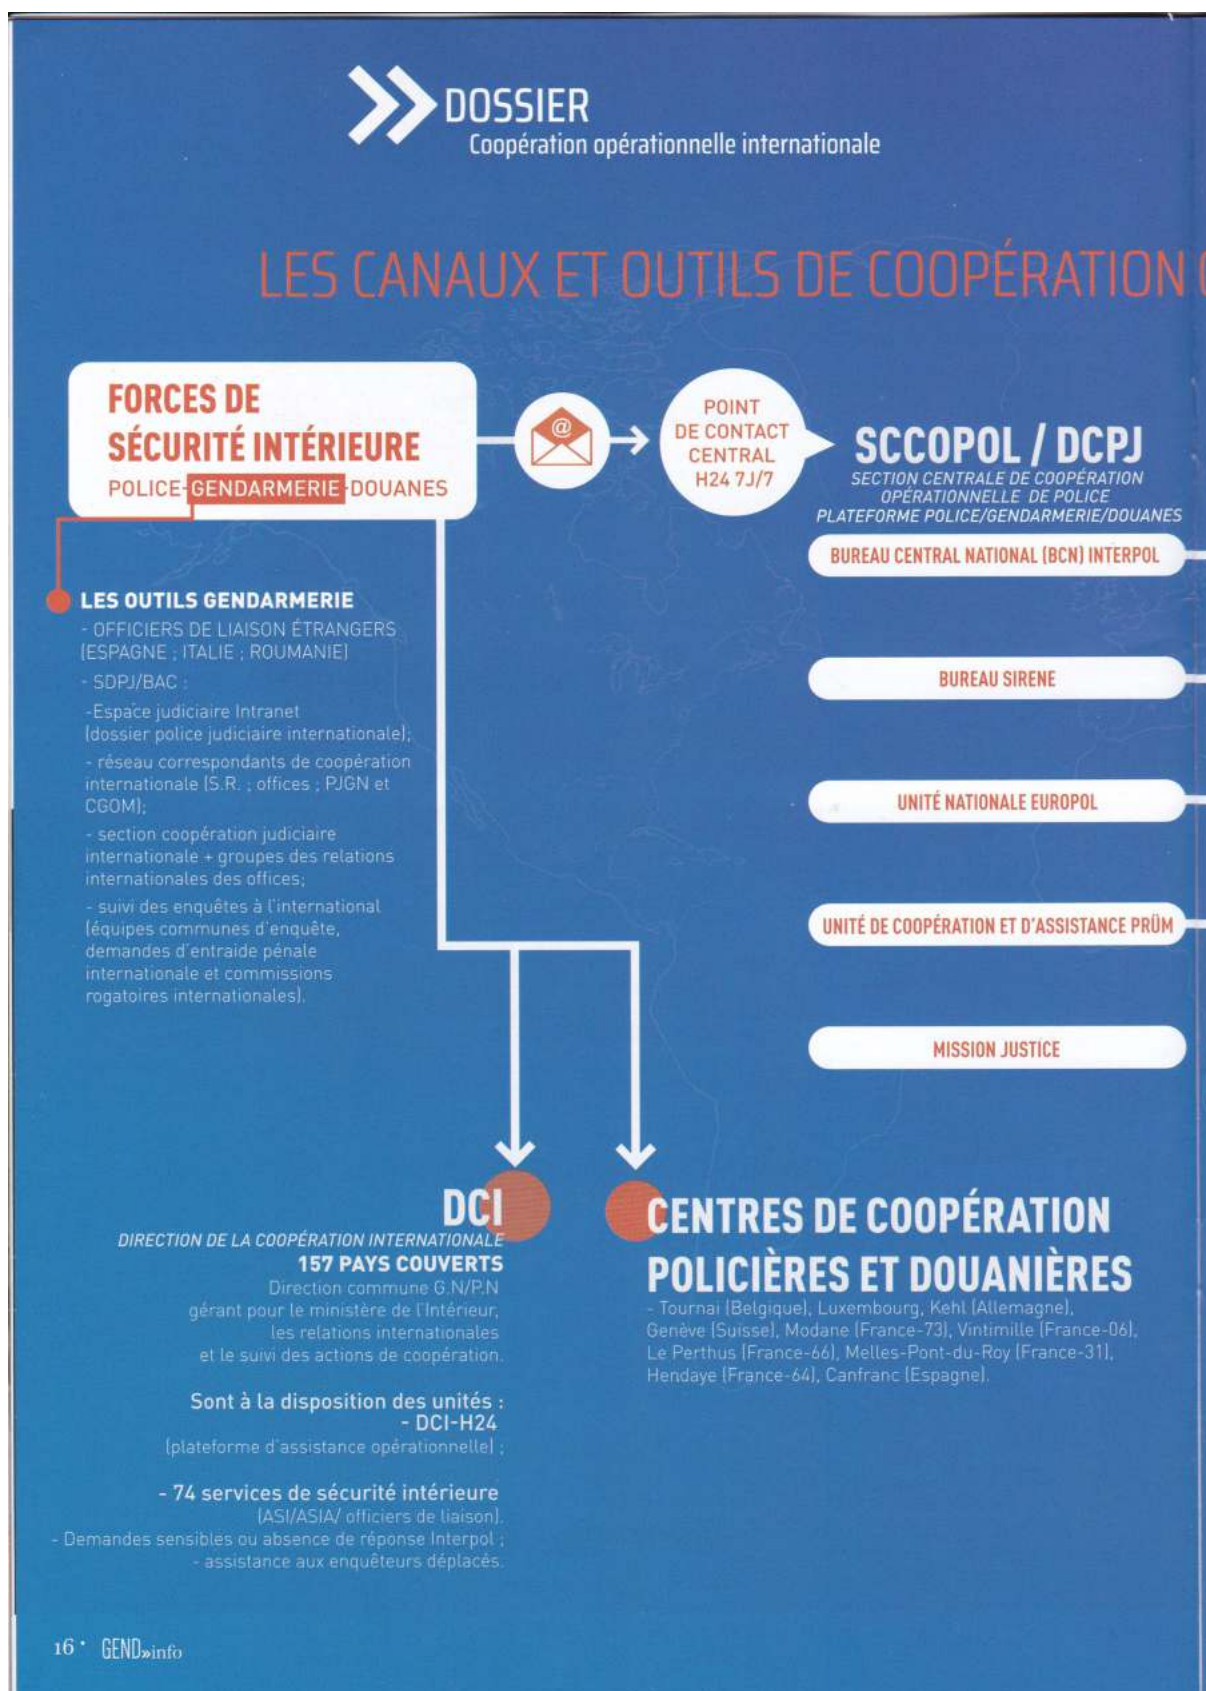 DOSSIER
Coopération opérationnelle internationale
LES CANAUX ET OUTILS DE COOPÉRATION
FORCES DE
SÉCURITÉ INTÉRIEURE
POLICE-GENDARMERIE-DOUANES
@
POINT
DE CONTACT
CENTRAL
H24 7J/7
SCCOPOL / DCPJ
SECTION CENTRALE DE COOPÉRATION
OPÉRATIONNELLE DE POLICE
PLATEFORME POLICE/GENDARMERIE/DOUANES
BUREAU CENTRAL NATIONAL (BCN) INTERPOL
BUREAU SIRENE
UNITÉ NATIONALE EUROPOL
UNITÉ DE COOPÉRATION ET D'ASSISTANCE PRÜM
MISSION JUSTICE
LES OUTILS GENDARMERIE
- OFFICIERS DE LIAISON ÉTRANGERS
(ESPAGNE ; ITALIE ; ROUMANIE)
- SDPJ/BAC :
-Espace judiciaire Intranet
(dossier police judiciaire internationale);
- réseau correspondants de coopération
internationale (S.R. ; offices ; PJGN et
CGOM);
- section coopération judiciaire
internationale + groupes des relations
internationales des offices;
- suivi des enquêtes à l'international
(équipes communes d'enquête,
demandes d'entraide pénale
internationale et commissions
rogatoires internationales).
DCI
DIRECTION DE LA COOPÉRATION INTERNATIONALE
157 PAYS COUVERTS
Direction commune G.N/P.N
gérant pour le ministère de l'Intérieur,
les relations internationales
et le suivi des actions de coopération.
Sont à la disposition des unités :
- DCI-H24
(plateforme d'assistance opérationnelle) ;
- 74 services de sécurité intérieure
(ASI/ASIA/ officiers de liaison).
- Demandes sensibles ou absence de réponse Interpol ;
- assistance aux enquêteurs déplacés.
CENTRES DE COOPÉRATION
POLICIÈRES ET DOUANIÈRES
- Tournai (Belgique), Luxembourg, Kehl (Allemagne),
Genève (Suisse), Modane (France-73), Vintimille (France-06),
Le Perthus (France-66), Melles-Pont-du-Roy (France-31),
Hendaye (France-64), Canfranc (Espagne).
16 • GEND»info